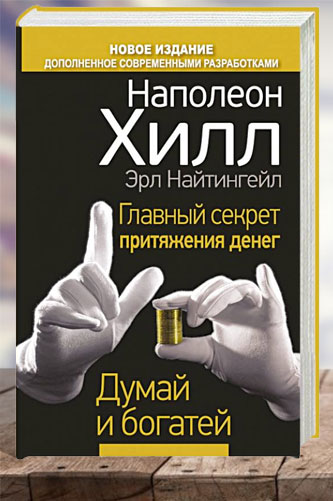 НОВОЕ ИЗДАНИЕ
ДОПОЛНЕННОЕ СОВРЕМЕННЫМИ РАЗРАБОТКАМИ
Наполеон
ХИЛЛ
Эрл Найтингейл
Главный секрет
притяжения денег
Думай
и богатей